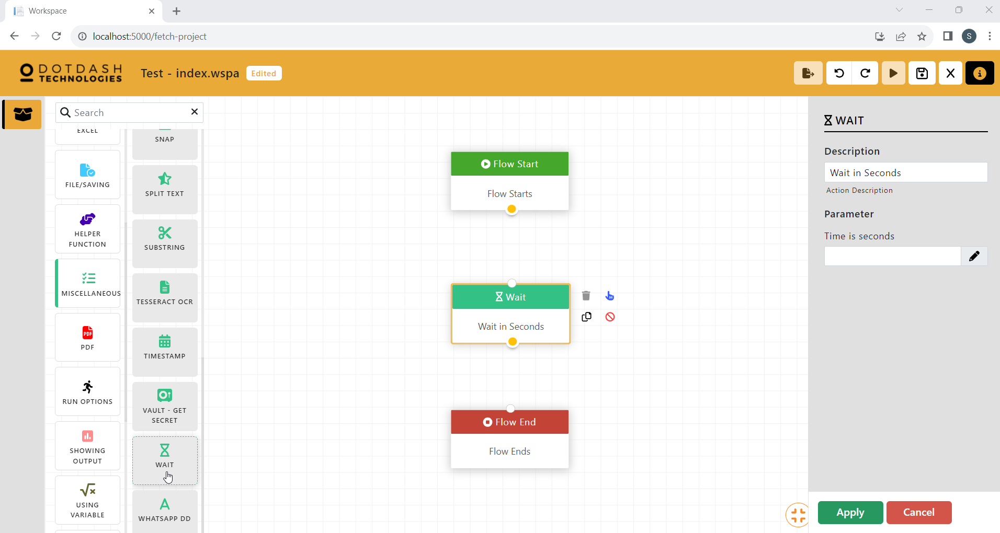 Workspace
localhost:5000/fetch-project
S
DOTDASH
TECHNOLOGIES
Test - index.wspa
Edited
Search
EXCEL
FILE/SAVING
HELPER
FUNCTION
MISCELLANEOUS
PDF
PDF
RUN OPTIONS
SHOWING
OUTPUT
USING
VARIABLE
SNAP
SPLIT TEXT
SUBSTRING
TESSERACT OCR
TIMESTAMP
VAULT - GET
SECRET
WAIT
WHATSAPP DD
Flow Start
Flow Starts
Wait
Wait in Seconds
Flow End
Flow Ends
WAIT
Description
Wait in Seconds
Action Description
Parameter
Time is seconds
Apply
Cancel